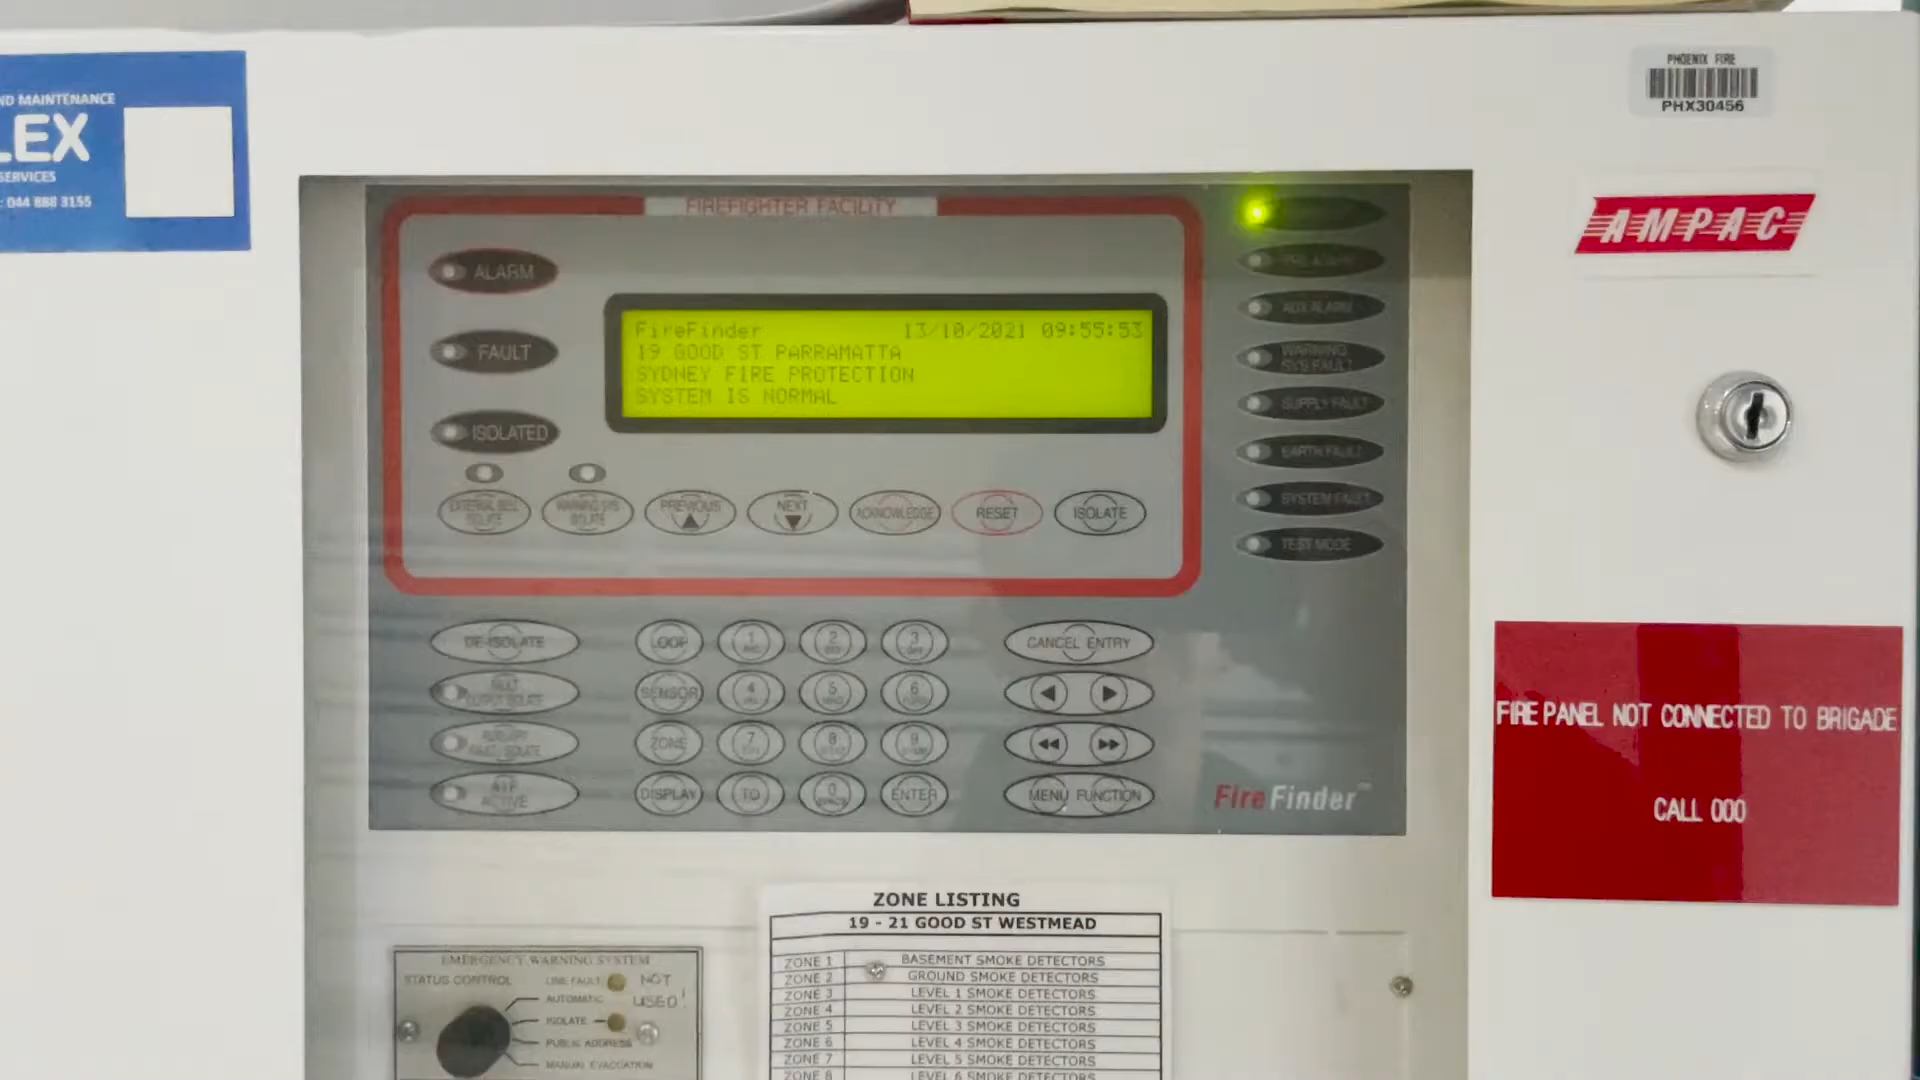 ND MAINTENANCE
LEX
SERVICES
: 044 888 3155
PHOENIX FIRE
PHX30456
AMPAC
FIREFIGHTER FACILITY
ALARM
FAULT
ISOLATED
FireFinder 13/10/2021 09:55:53
19 GOOD ST PARRAMATTA
SYDNEY FIRE PROTECTION
SYSTEM IS NORMAL
EXTERNAL BELL ISOLATE
WARNING SYS ISOLATE
PREVIOUS
NEXT
ACKNOWLEDGE
RESET
ISOLATE
PRE-ALARM
AUX ALARM
WARNING
SYS FAULT
SUPPLY FAULT
EARTH FAULT
SYSTEM FAULT
TEST MODE
DE-ISOLATE
LOOP
1
2
3
CANCEL ENTRY
FAULT
OUTPUT ISOLATE
SENSOR
4
5
6
AUXILIARY
FAULT/ISOLATE
ZONE
7
8
9
ACTIVE
DISPLAY
TO
0
ENTER
MENU FUNCTION
FireFinder™
FIRE PANEL NOT CONNECTED TO BRIGADE
CALL 000
ZONE LISTING
19 - 21 GOOD ST WESTMEAD
ZONE 1 BASEMENT SMOKE DETECTORS
ZONE 2 GROUND SMOKE DETECTORS
ZONE 3 LEVEL 1 SMOKE DETECTORS
ZONE 4 LEVEL 2 SMOKE DETECTORS
ZONE 5 LEVEL 3 SMOKE DETECTORS
ZONE 6 LEVEL 4 SMOKE DETECTORS
ZONE 7 LEVEL 5 SMOKE DETECTORS
ZONE 8 LEVEL 6 SMOKE DETECTORS
EMERGENCY WARNING SYSTEM
STATUS CONTROL
LINE FAULT
NOT
USED!
AUTOMATIC
ISOLATE
PUBLIC ADDRESS
MANUAL EVACUATION